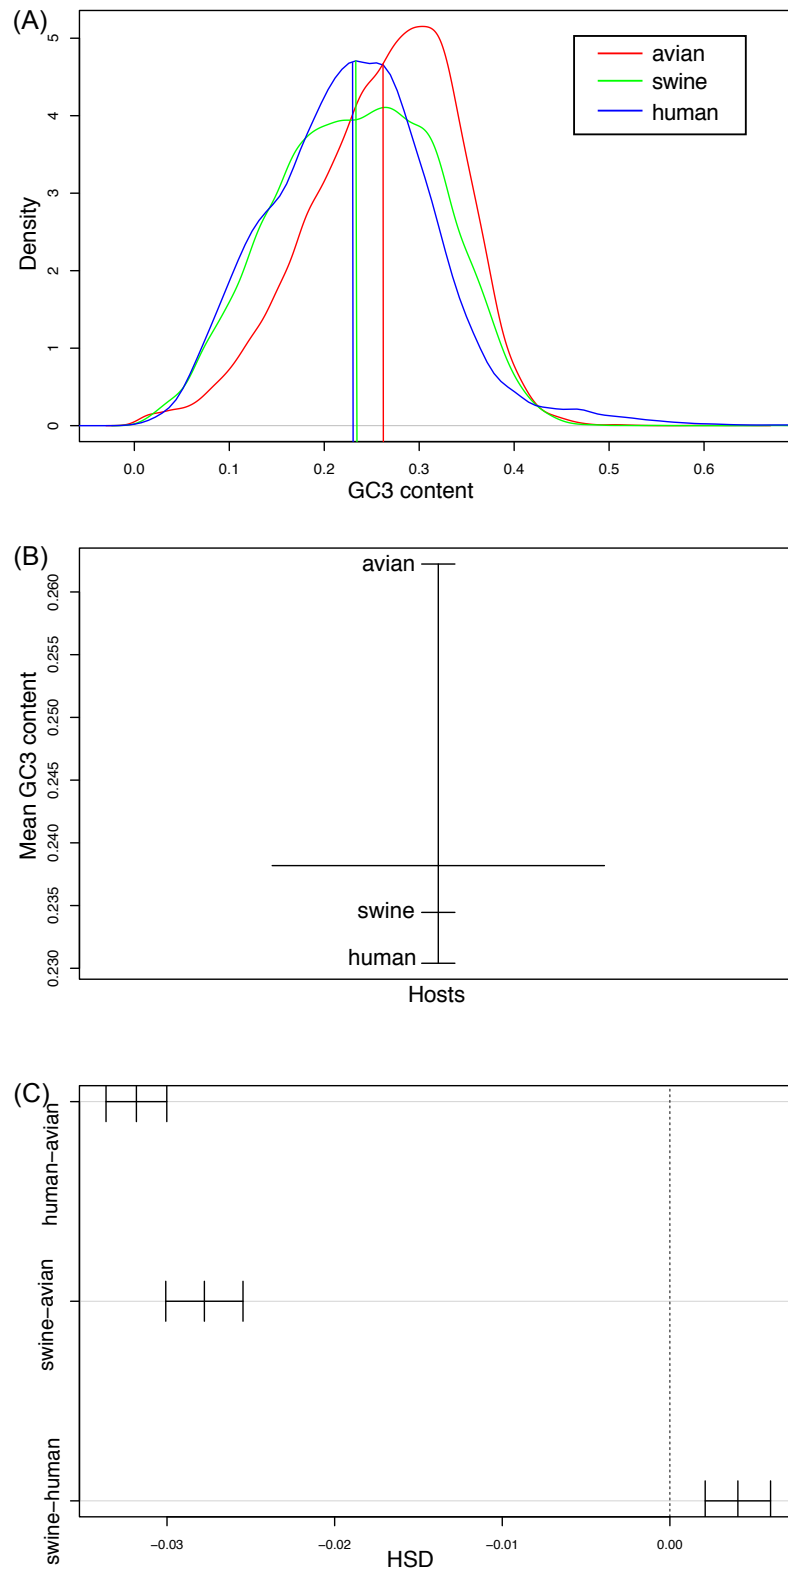 (A)
5
4
3
2
1
0
Density
avian
swine
human
0.0 0.1 0.2 0.3 0.4 0.5 0.6
GC3 content
(B)
0.260
0.255
0.250
0.245
0.240
0.235
0.230
Mean GC3 content
avian
swine
human
Hosts
(C)
human−avian
swine−avian
swine−human
−0.03 −0.02 −0.01 0.00
HSD